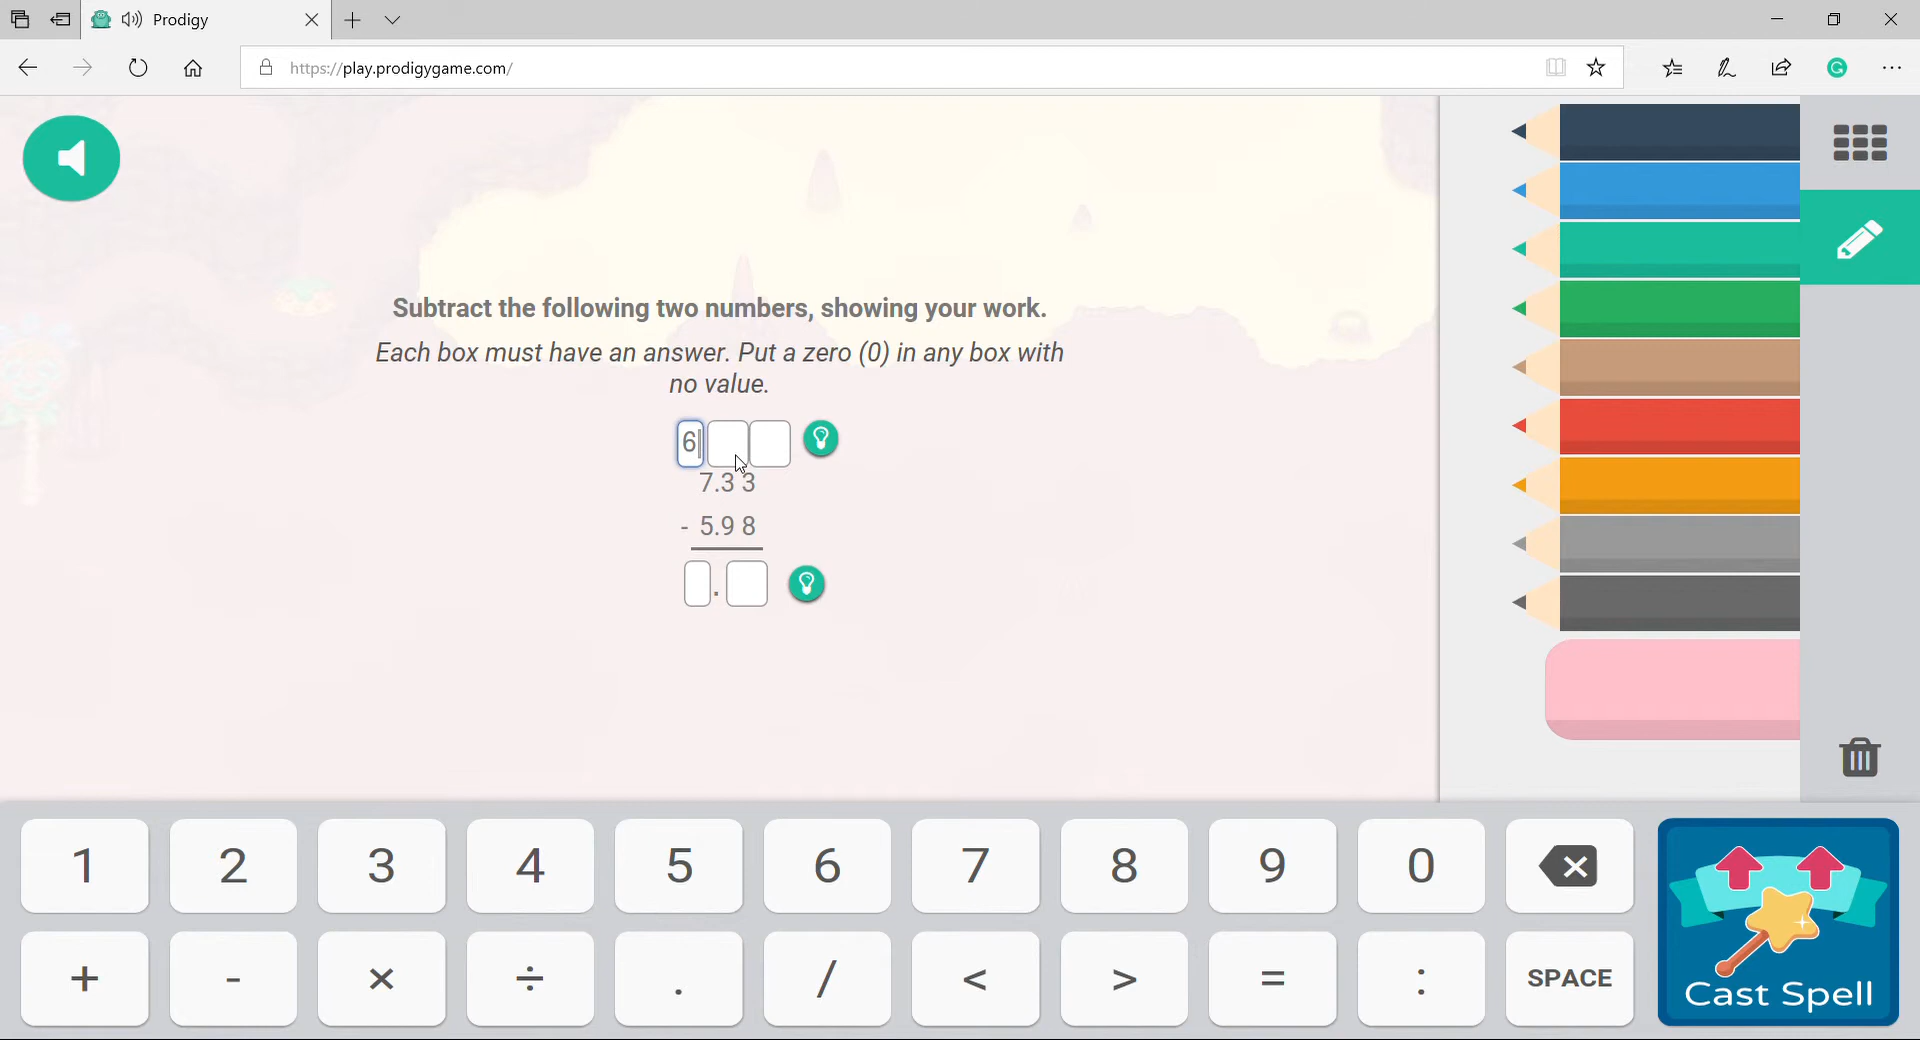 Prodigy
https://play.prodigygame.com/
Subtract the following two numbers, showing your work.
Each box must have an answer. Put a zero (0) in any box with
no value.
6
7.3 3
- 5.9 8
.
1 2 3 4 5 6 7 8 9 0
+ - × ÷ . / < > = : SPACE
Cast Spell